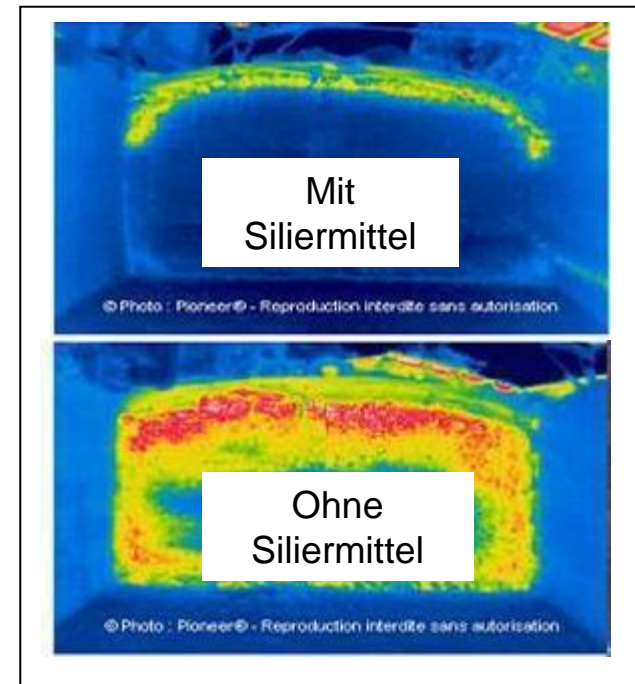 Mit
Siliermittel
© Photo : Pioneer® - Reproduction interdite sans autorisation
Ohne
Siliermittel
© Photo : Pioneer® - Reproduction interdite sans autorisation